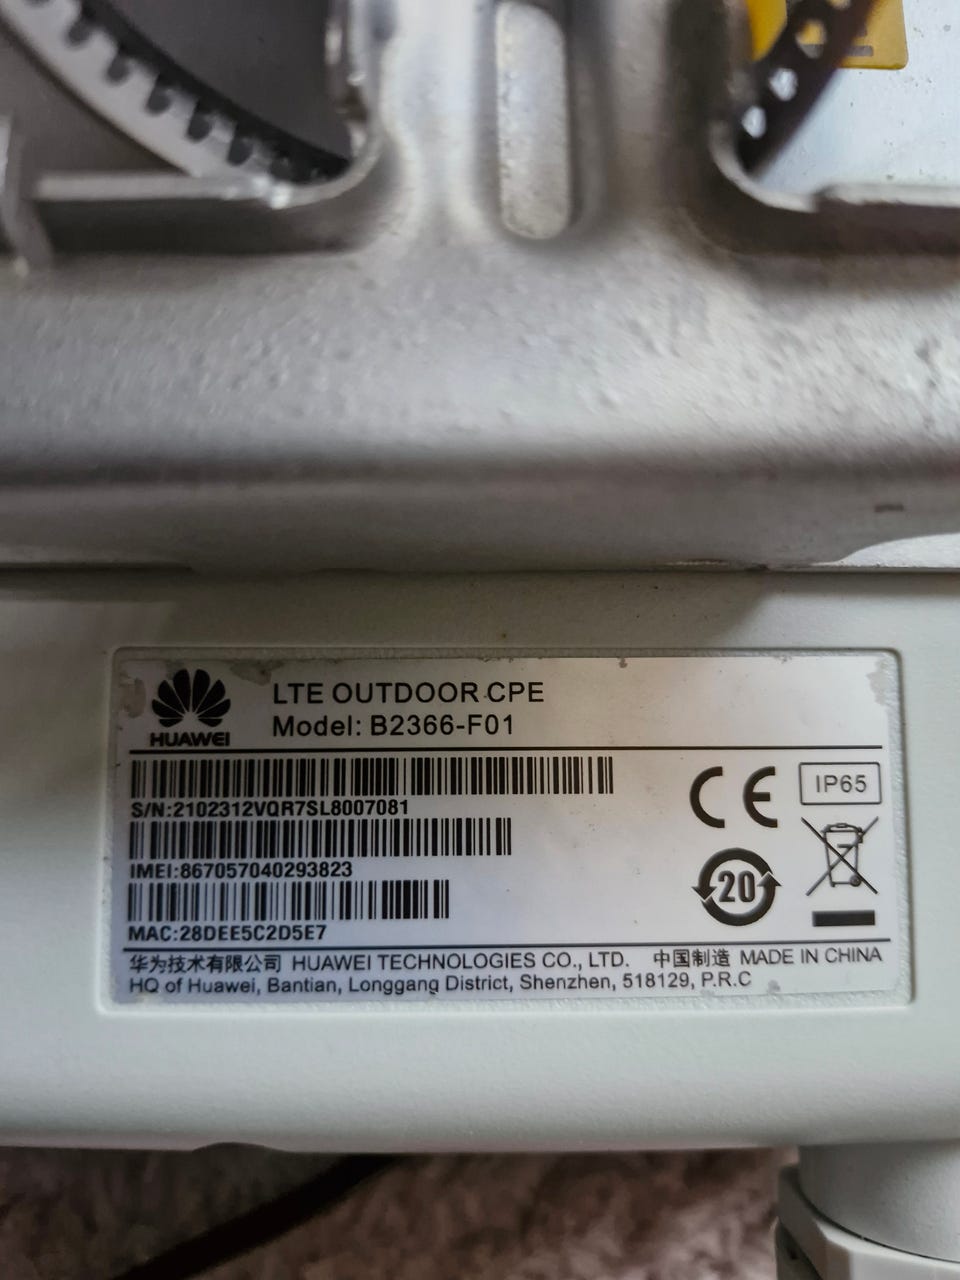 HUAWEI
LTE OUTDOOR CPE
Model: B2366-F01
S/N:2102312VQR7SL8007081
IMEI:867057040293823
MAC:28DEE5C2D5E7
IP65
20
华为技术有限公司 HUAWEI TECHNOLOGIES CO., LTD. 中国制造 MADE IN CHINA
HQ of Huawei, Bantian, Longgang District, Shenzhen, 518129, P.R.C